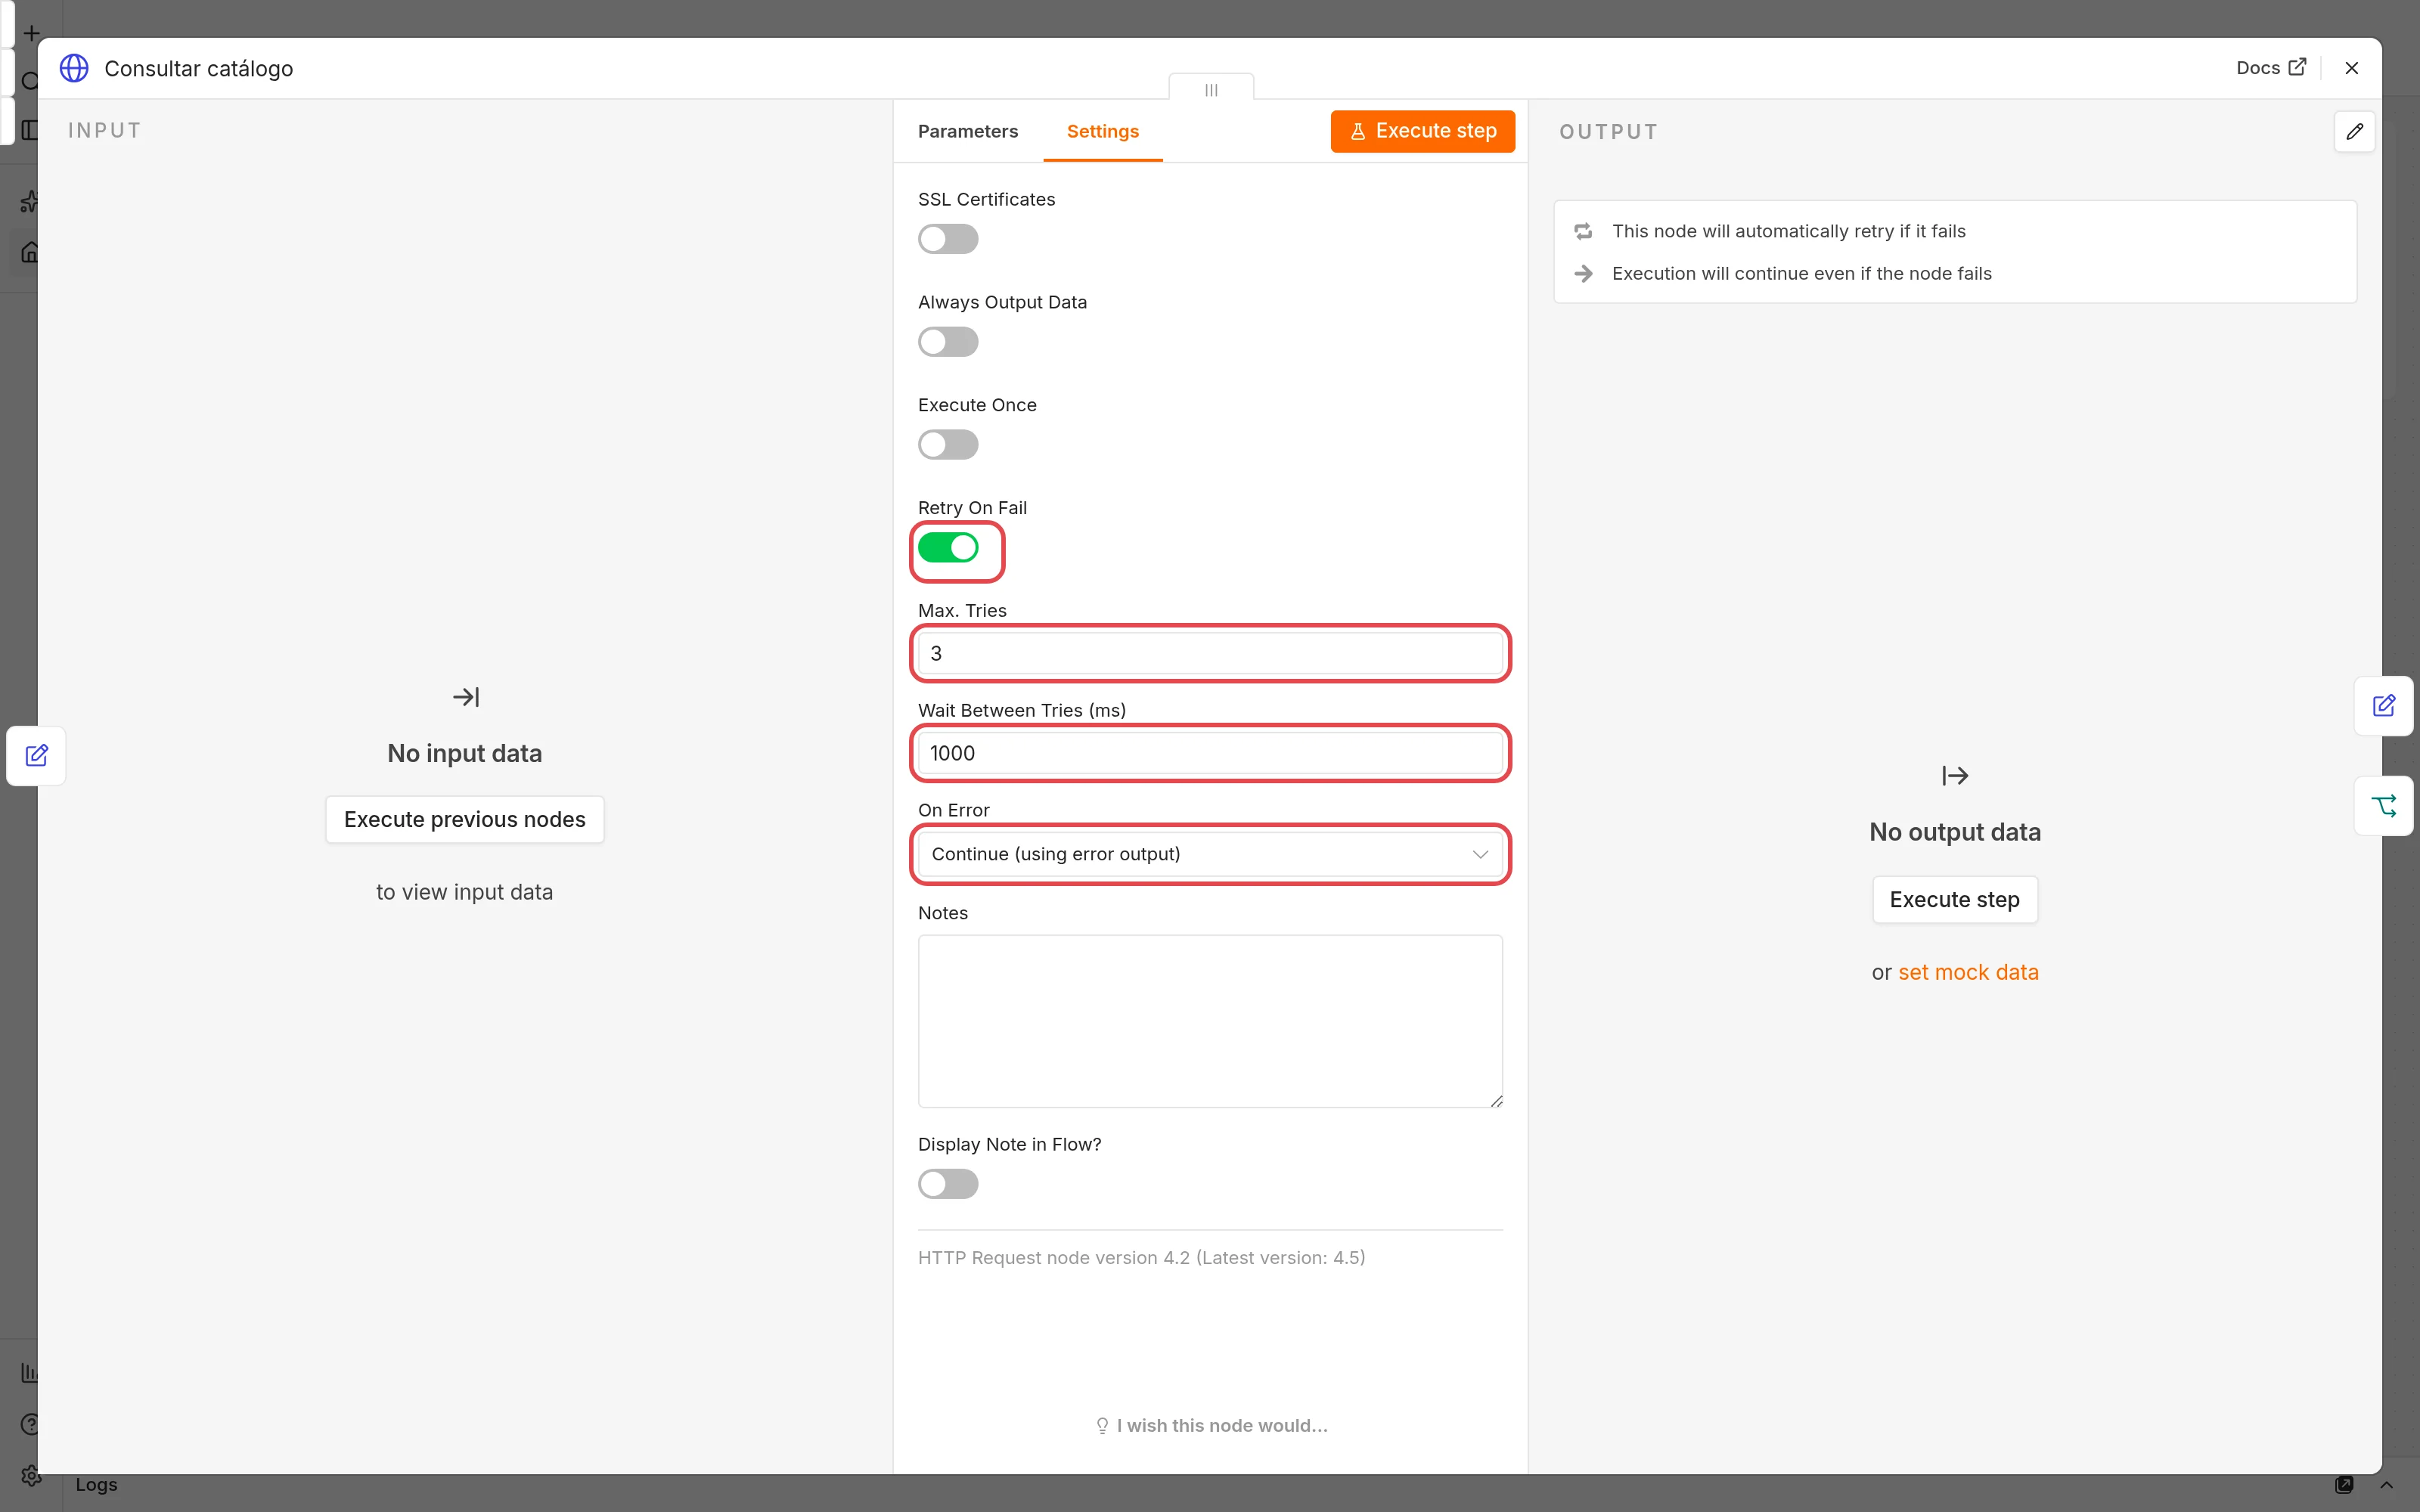 Consultar catálogo
Docs
INPUT
Parameters
Settings
Execute step
OUTPUT
SSL Certificates
This node will automatically retry if it fails
Execution will continue even if the node fails
Always Output Data
Execute Once
Retry On Fail
Max. Tries
3
Wait Between Tries (ms)
1000
On Error
Continue (using error output)
Notes
Display Note in Flow?
HTTP Request node version 4.2 (Latest version: 4.5)
I wish this node would...
No input data
Execute previous nodes
to view input data
No output data
Execute step
or set mock data
Logs